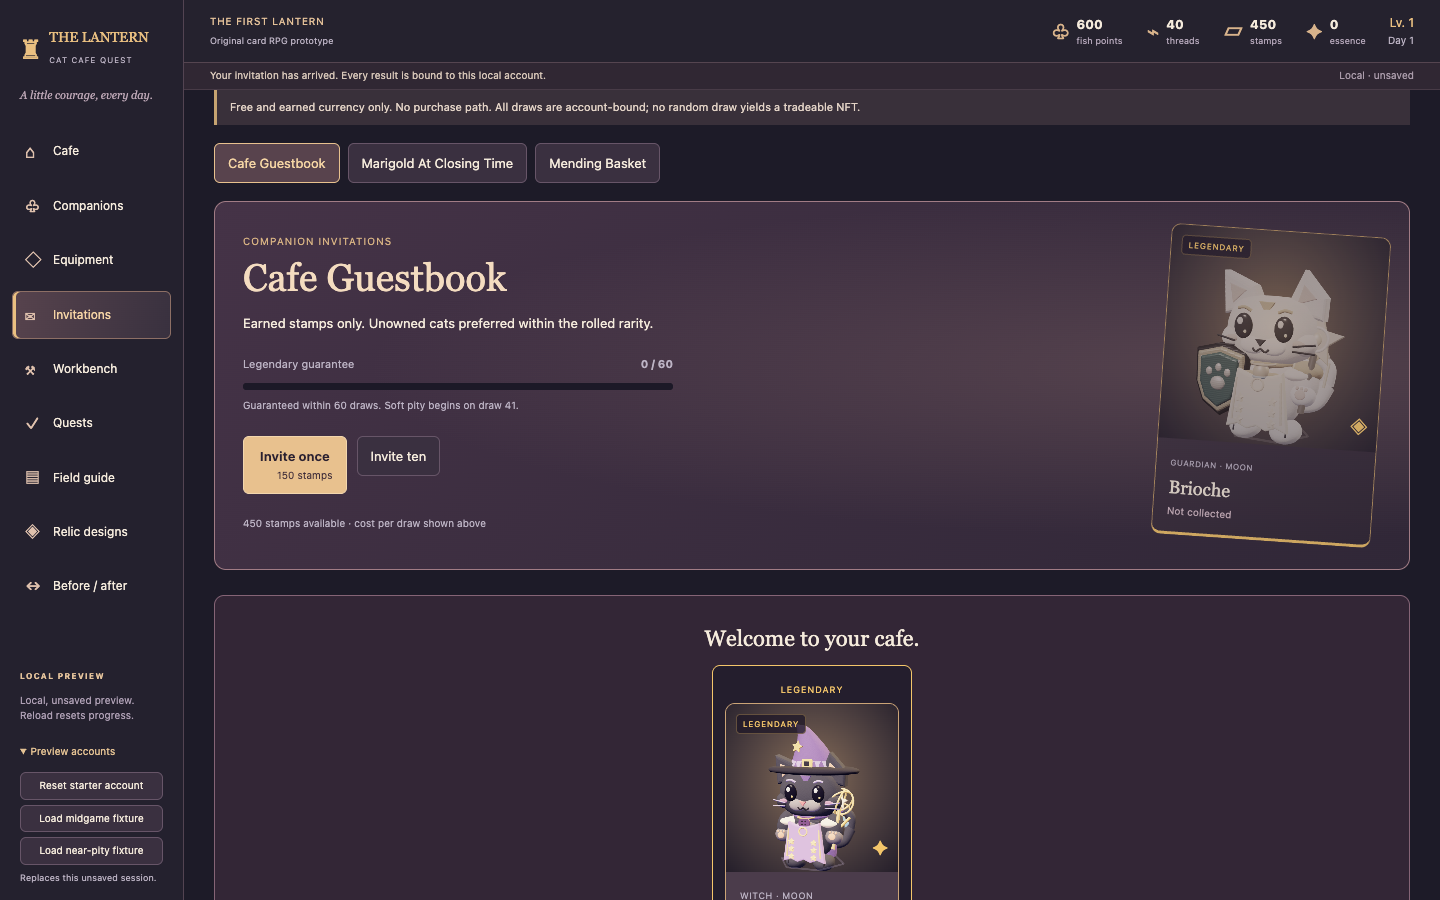 THE LANTERN
CAT CAFE QUEST
A little courage, every day.
Cafe
Companions
Equipment
Invitations
Workbench
Quests
Field guide
Relic designs
Before / after
LOCAL PREVIEW
Local, unsaved preview.
Reload resets progress.
▾ Preview accounts
Reset starter account
Load midgame fixture
Load near-pity fixture
Replaces this unsaved session.
THE FIRST LANTERN
Original card RPG prototype
600
fish points
40
threads
450
stamps
0
essence
Lv. 1
Day 1
Your invitation has arrived. Every result is bound to this local account.
Local · unsaved
Free and earned currency only. No purchase path. All draws are account-bound; no random draw yields a tradeable NFT.
Cafe Guestbook
Marigold At Closing Time
Mending Basket
COMPANION INVITATIONS
Cafe Guestbook
Earned stamps only. Unowned cats preferred within the rolled rarity.
Legendary guarantee
0 / 60
Guaranteed within 60 draws. Soft pity begins on draw 41.
Invite once
150 stamps
Invite ten
450 stamps available · cost per draw shown above
LEGENDARY
GUARDIAN · MOON
Brioche
Not collected
Welcome to your cafe.
LEGENDARY
LEGENDARY
WITCH · MOON